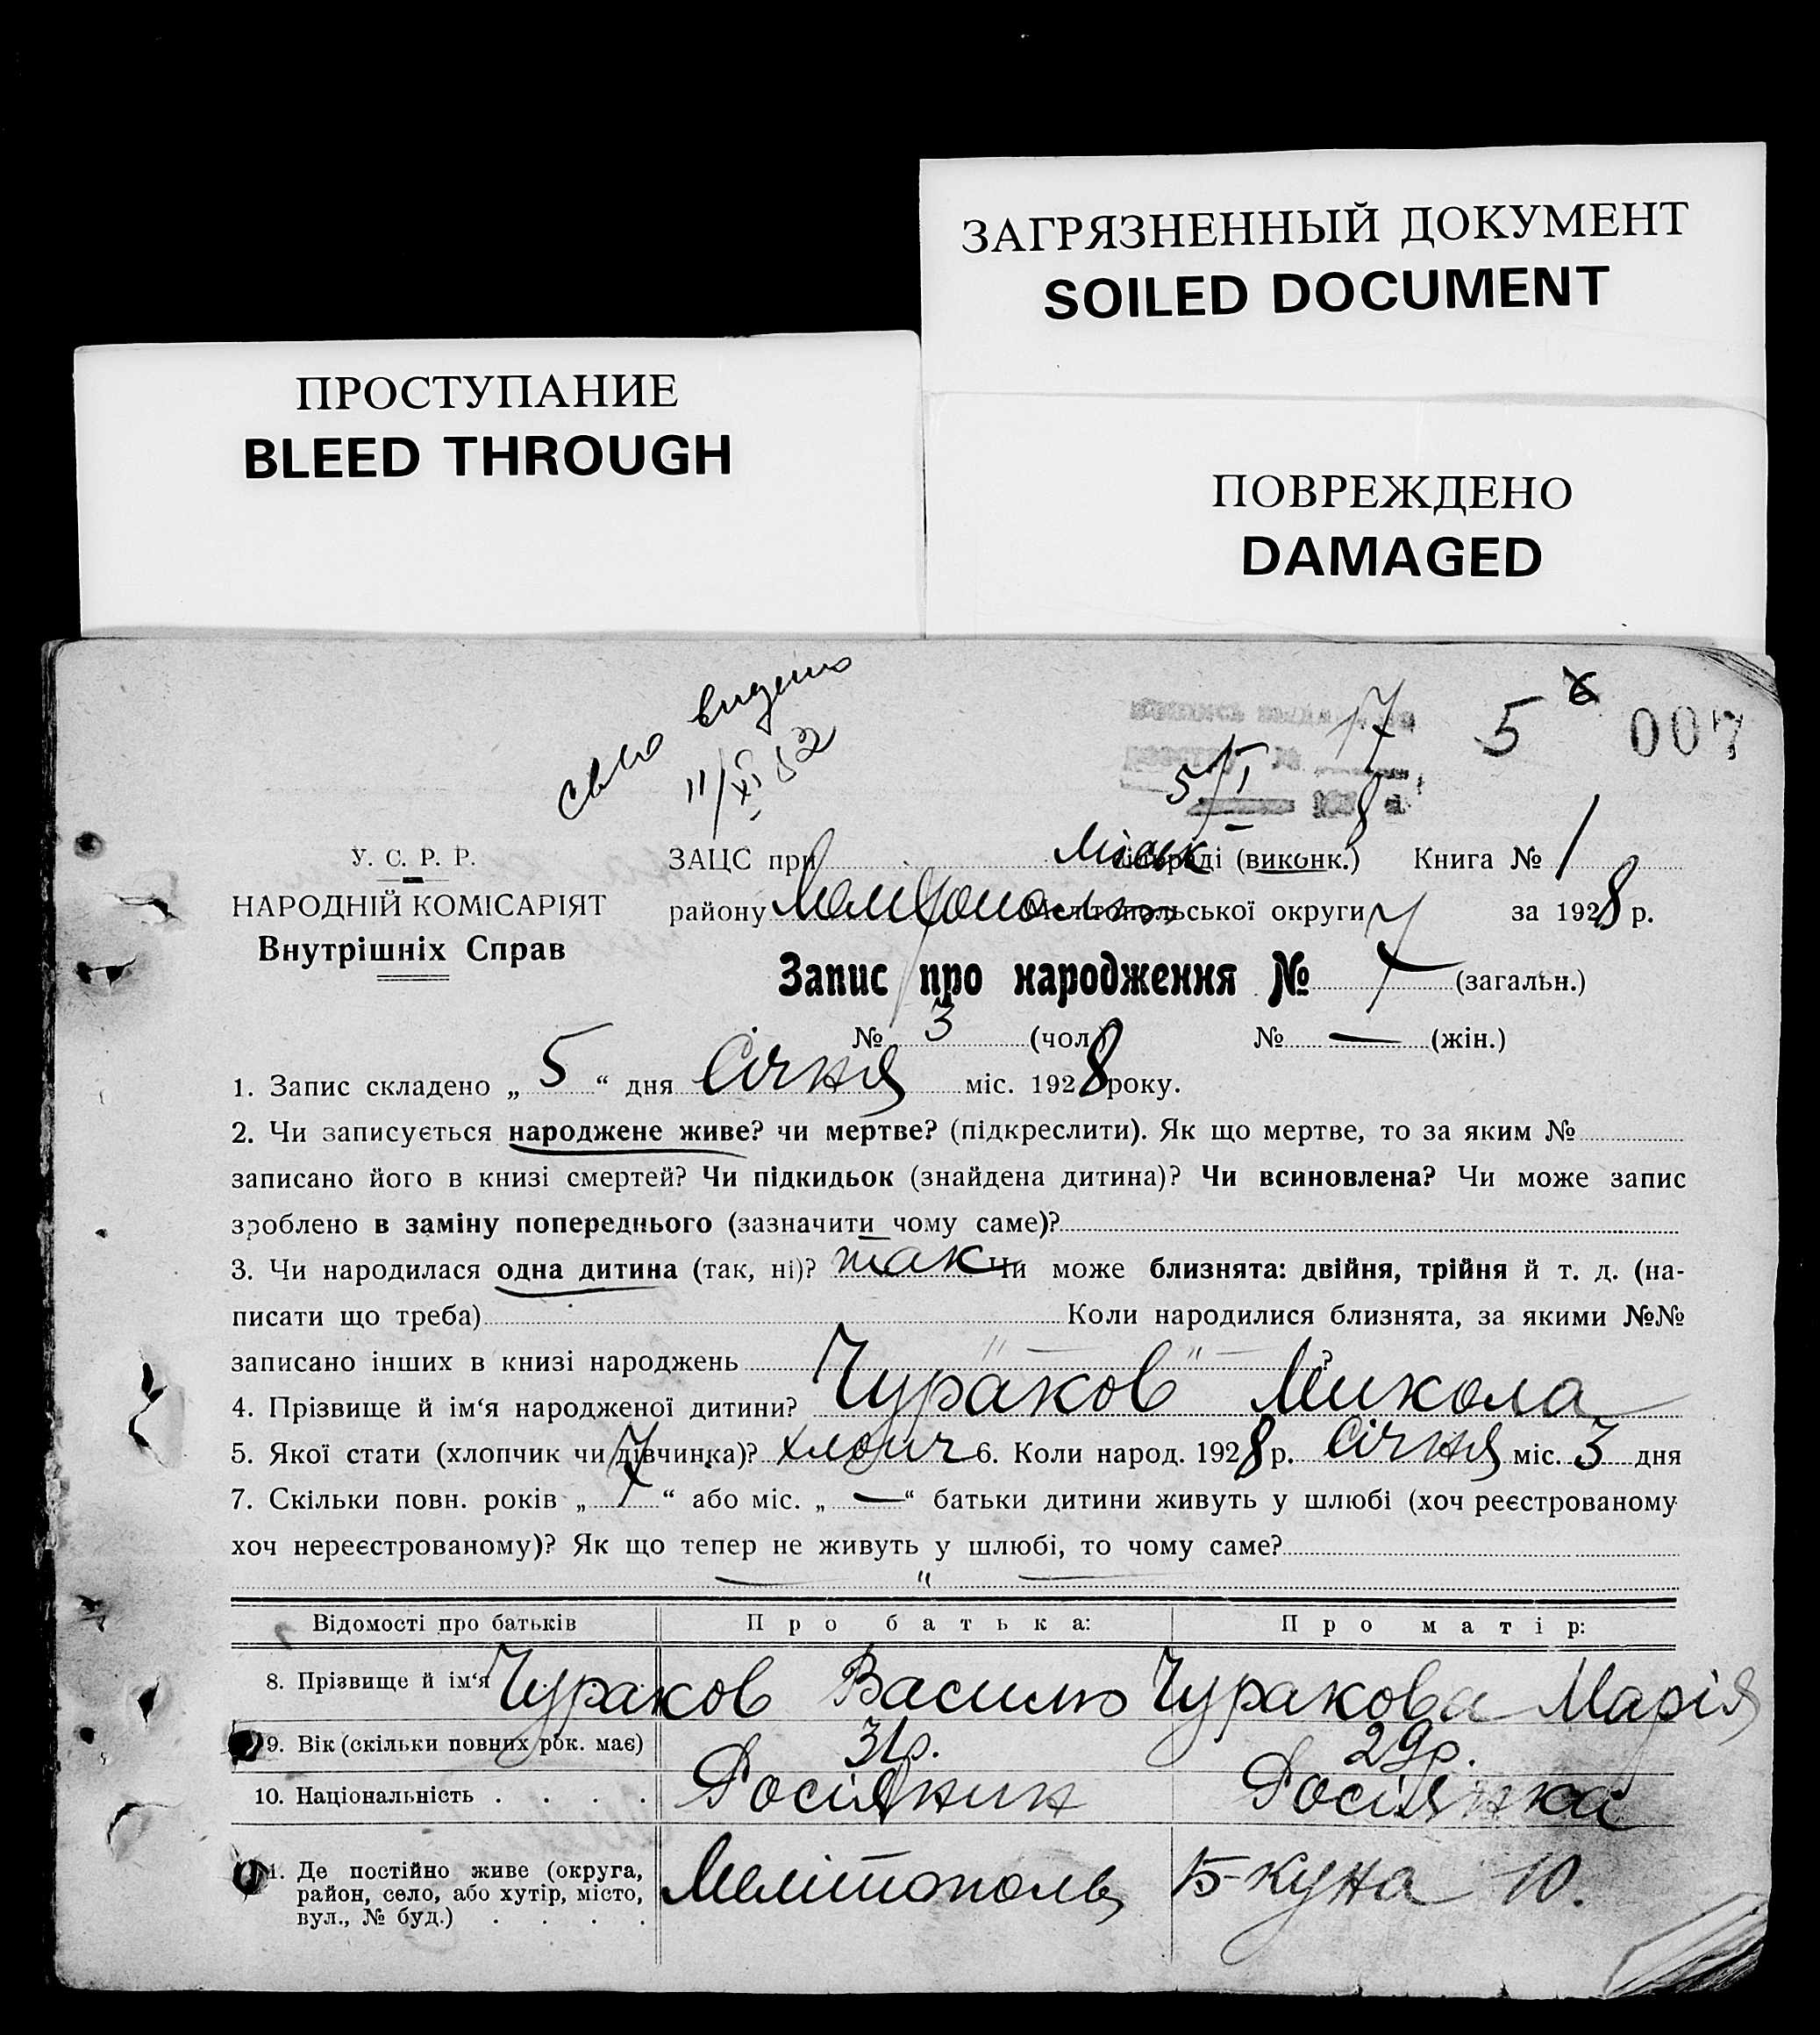 ЗАГРЯЗНЕННЫЙ ДОКУМЕНТ
SOILED DOCUMENT
ПРОСТУПАНИЕ
BLEED THROUGH
ПОВРЕЖДЕНО
DAMAGED
17 5 6 007
11/XI 52
5/I
8
У. С. Р. Р.
НАРОДНІЙ КОМІСАРІЯТ
Внутрішніх Справ
ЗАЦС при міськ (виконк.) Книга № 1
району Мелітопольської округи за 1928 р.
Запис про народження № 7 (загальн.)
№ 3 (чол.) № — (жін.)
1. Запис складено „ 5 “ дня Січня міс. 1928 року.
2. Чи записується народжене живе? чи мертве? (підкреслити). Як що мертве, то за яким №
записано його в книзі смертей? Чи підкидьок (знайдена дитина)? Чи всиновлена? Чи може запис
зроблено в заміну попереднього (зазначити чому саме)?
3. Чи народилася одна дитина (так, ні)? так Чи може близнята: двійня, трійня й т. д. (на-
писати що треба) Коли народилися близнята, за якими №№
записано інших в книзі народжень " — " — ?
4. Прізвище й ім‘я народженої дитини? Чураков Микола
5. Якої стати (хлопчик чи дівчинка)? хлопч 6. Коли народ. 1928 р. Січня міс. 3 дня
7. Скільки повн. років „ 7 “ або міс. „ — “ батьки дитини живуть у шлюбі (хоч реєстрованому
хоч нереєстрованому)? Як що тепер не живуть у шлюбі, то чому саме?
— " —
Відомості про батьків Про батька: Про матір:
8. Прізвище й ім‘я Чураков Василь Чуракова Марія
9. Вік (скільки повних рок. має) 31р. 29р.
10. Національність . . . . Росіянин Росіянка
11. Де постійно живе (округа, Мелітополь Б-Куна 10.
район, село, або хутір, місто,
вул., № буд.) . . . .